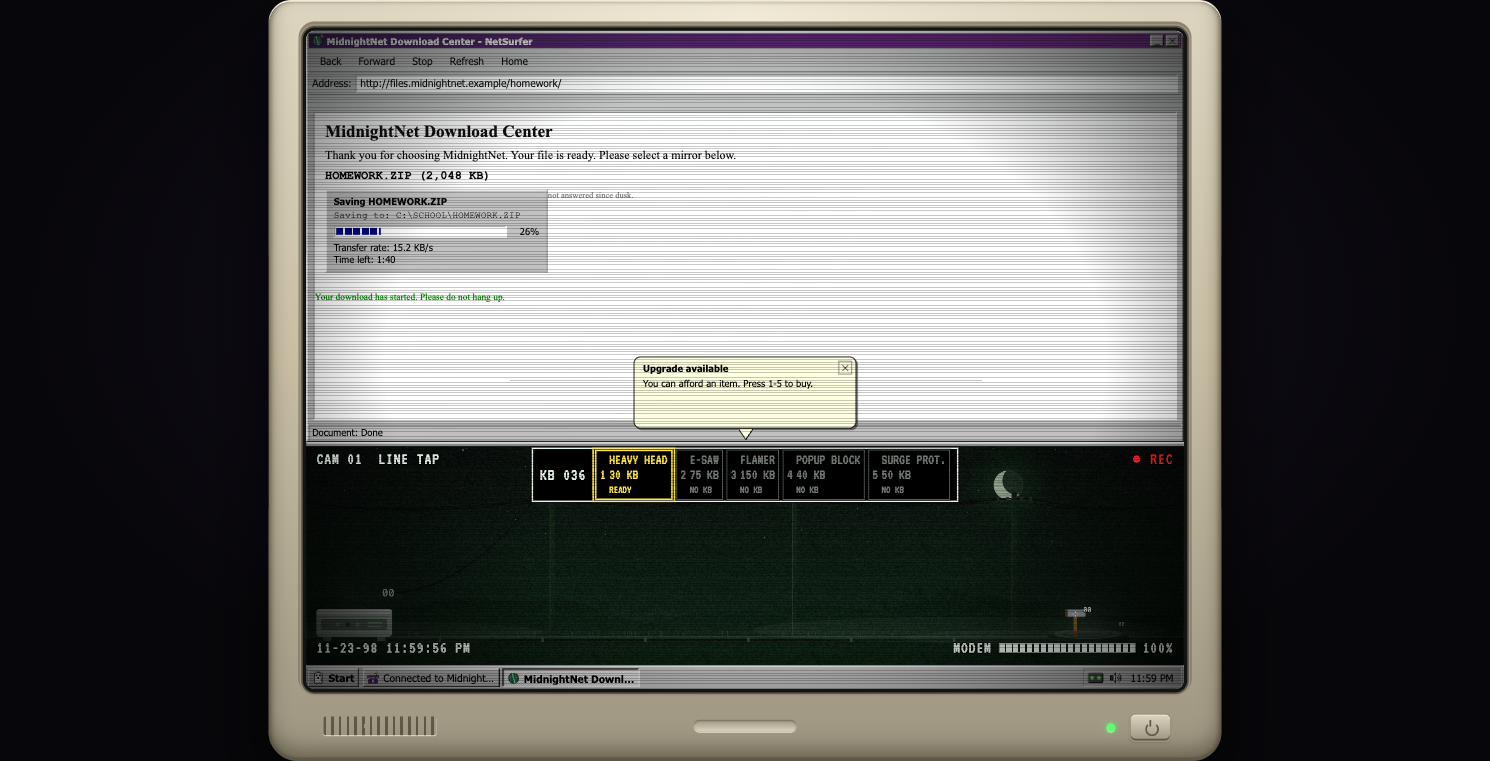 MidnightNet Download Center - NetSurfer
Back Forward Stop Refresh Home
Address: http://files.midnightnet.example/homework/
MidnightNet Download Center
Thank you for choosing MidnightNet. Your file is ready. Please select a mirror below.
HOMEWORK.ZIP (2,048 KB)
not answered since dusk.
Saving HOMEWORK.ZIP
Saving to: C:\SCHOOL\HOMEWORK.ZIP
26%
Transfer rate: 15.2 KB/s
Time left: 1:40
Your download has started. Please do not hang up.
Upgrade available
You can afford an item. Press 1-5 to buy.
Document: Done
CAM 01 LINE TAP
KB 036
HEAVY HEAD
1 30 KB
READY
E-SAW
2 75 KB
NO KB
FLAMER
3 150 KB
NO KB
POPUP BLOCK
4 40 KB
NO KB
SURGE PROT.
5 50 KB
NO KB
REC
00
11-23-98 11:59:56 PM
MODEM 100%
Start Connected to Midnight... MidnightNet Downl... 11:59 PM